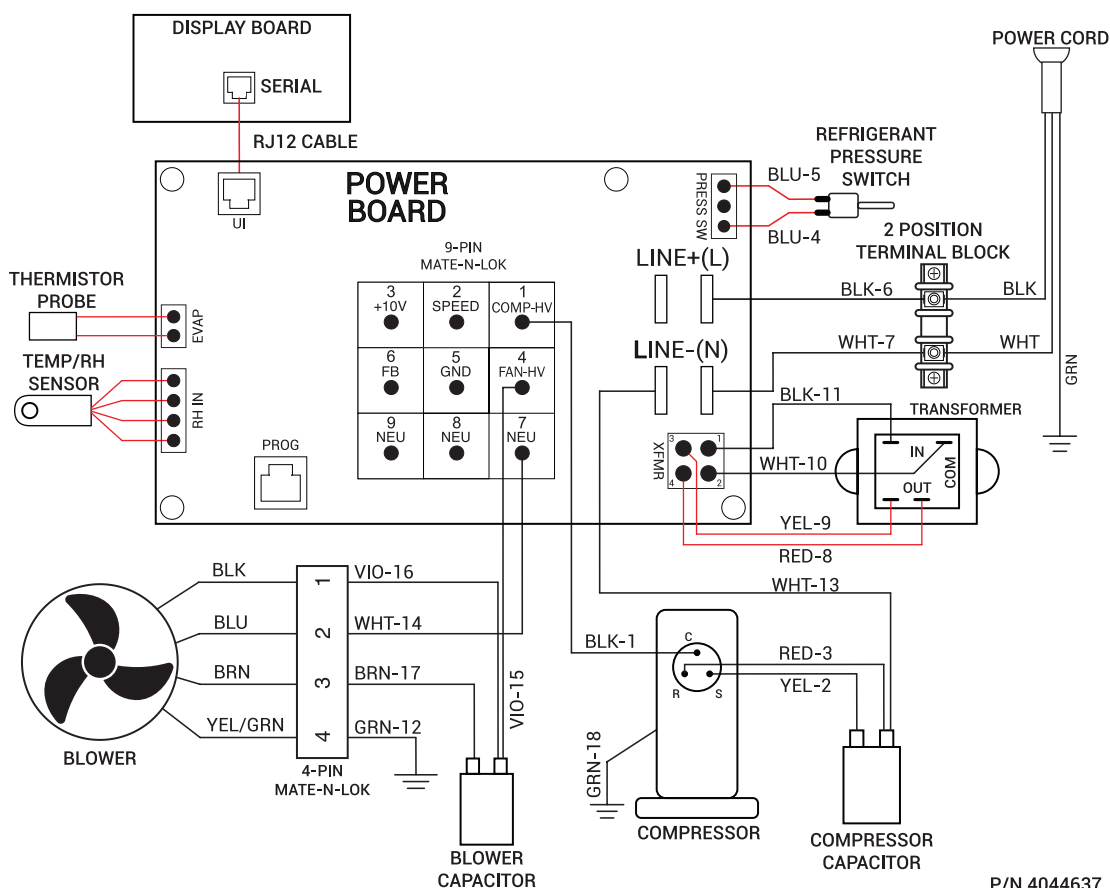 DISPLAY BOARD
SERIAL
RJ12 CABLE
UI
POWER
BOARD
POWER CORD
REFRIGERANT
PRESSURE
SWITCH
PRESS SW
BLU-5
BLU-4
2 POSITION
TERMINAL BLOCK
9-PIN
MATE-N-LOK
LINE+(L)
BLK-6
BLK
THERMISTOR
PROBE
EVAP
3
+10V
2
SPEED
1
COMP-HV
LINE-(N)
WHT-7
WHT
GRN
TEMP/RH
SENSOR
RH IN
6
FB
5
GND
4
FAN-HV
BLK-11
TRANSFORMER
9
NEU
8
NEU
7
NEU
PROG
XFMR
3
1
4
2
WHT-10
IN
COM
OUT
YEL-9
RED-8
BLK
1
VIO-16
WHT-13
BLU
2
WHT-14
BLK-1
C
R
S
RED-3
YEL-2
BRN
3
BRN-17
VIO-15
YEL/GRN
4
GRN-12
GRN-18
BLOWER
4-PIN
MATE-N-LOK
BLOWER
CAPACITOR
COMPRESSOR
COMPRESSOR
CAPACITOR
P/N 4044637